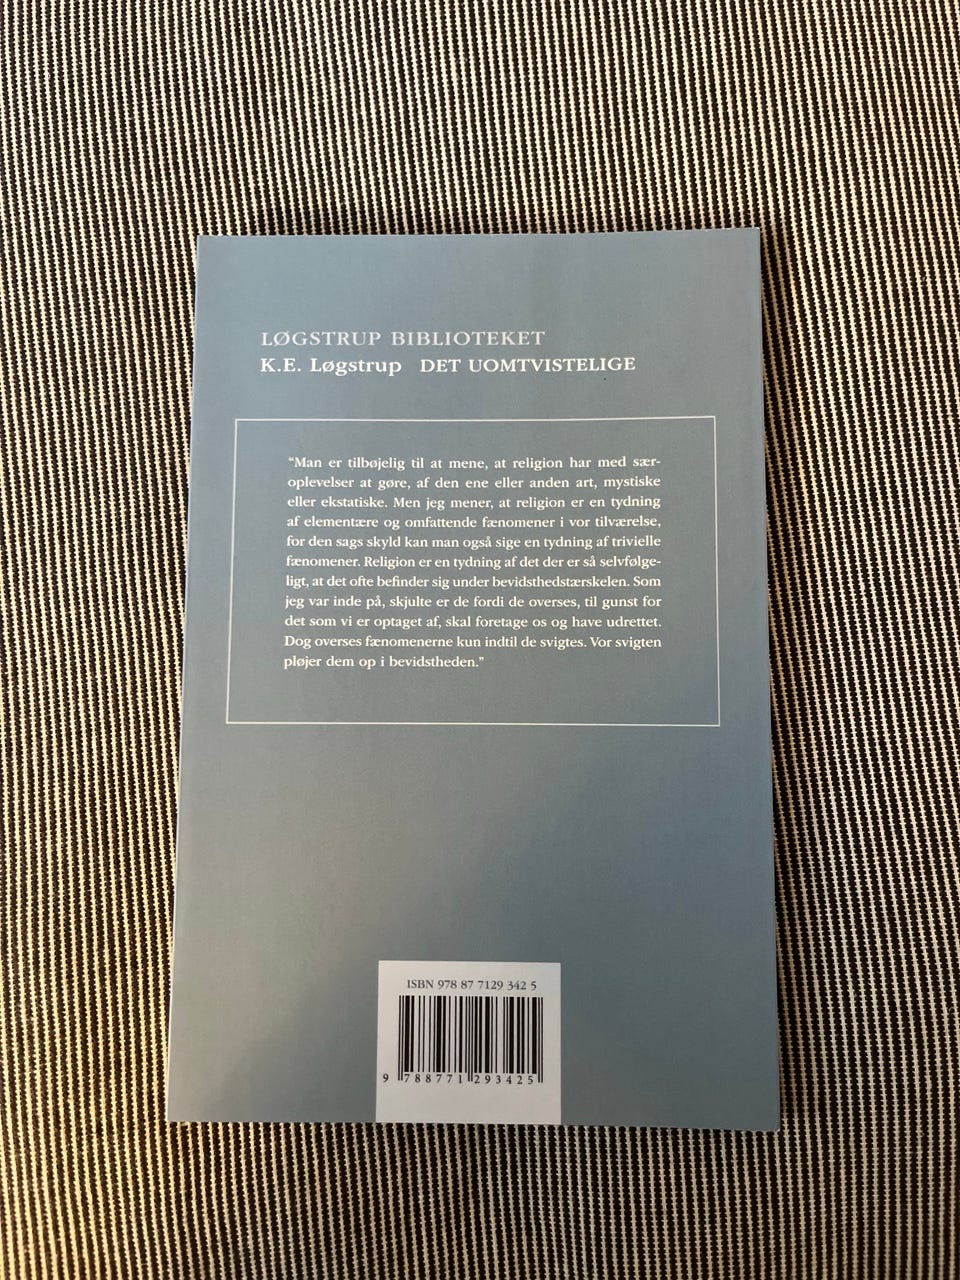 LØGSTRUP BIBLIOTEKET
K.E. Løgstrup DET UOMTVISTELIGE
“Man er tilbøjelig til at mene, at religion har med sær-
oplevelser at gøre, af den ene eller anden art, mystiske
eller ekstatiske. Men jeg mener, at religion er en tydning
af elementære og omfattende fænomener i vor tilværelse,
for den sags skyld kan man også sige en tydning af trivielle
fænomener. Religion er en tydning af det der er så selvfølge-
ligt, at det ofte befinder sig under bevidsthedstærskelen. Som
jeg var inde på, skjulte er de fordi de overses, til gunst for
det som vi er optaget af, skal foretage os og have udrettet.
Dog overses fænomenerne kun indtil de svigtes. Vor svigten
pløjer dem op i bevidstheden.”
ISBN 978 87 7129 342 5
9 788771 293425